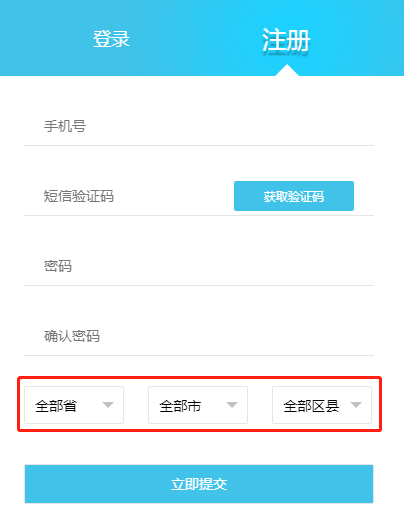 登录 注册
手机号
短信验证码 获取验证码
密码
确认密码
全部省 全部市 全部区县
立即提交